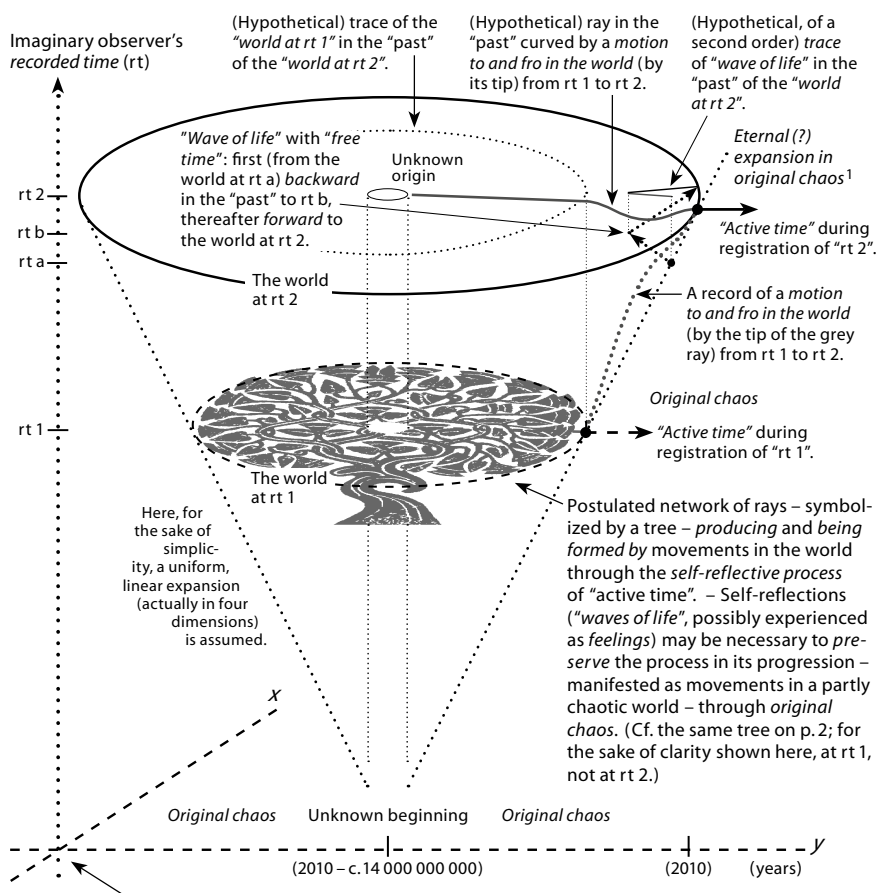 Imaginary observer's
recorded time (rt)
(Hypothetical) trace of the
"world at rt 1" in the "past"
of the "world at rt 2".
(Hypothetical) ray in the
"past" curved by a motion
to and fro in the world (by
its tip) from rt 1 to rt 2.
(Hypothetical, of a
second order) trace
of "wave of life" in the
"past" of the "world
at rt 2".
"Wave of life" with "free
time": first (from the
world at rt a) backward
in the "past" to rt b,
thereafter forward to
the world at rt 2.
Unknown
origin
Eternal (?)
expansion in
original chaos1
rt 2
rt b
rt a
"Active time" during
registration of "rt 2".
The world
at rt 2
A record of a motion
to and fro in the world
(by the tip of the grey
ray) from rt 1 to rt 2.
Original chaos
rt 1
"Active time" during
registration of "rt 1".
The world
at rt 1
Here, for
the sake of
simplic-
ity, a uniform,
linear expansion
(actually in four
dimensions)
is assumed.
Postulated network of rays – symbol-
ized by a tree – producing and being
formed by movements in the world
through the self-reflective process
of "active time". – Self-reflections
("waves of life", possibly experienced
as feelings) may be necessary to pre-
serve the process in its progression –
manifested as movements in a partly
chaotic world – through original
chaos. (Cf. the same tree on p. 2; for
the sake of clarity shown here, at rt 1,
not at rt 2.)
x
Original chaos Unknown beginning Original chaos
y
(2010 – c.14 000 000 000) (2010) (years)